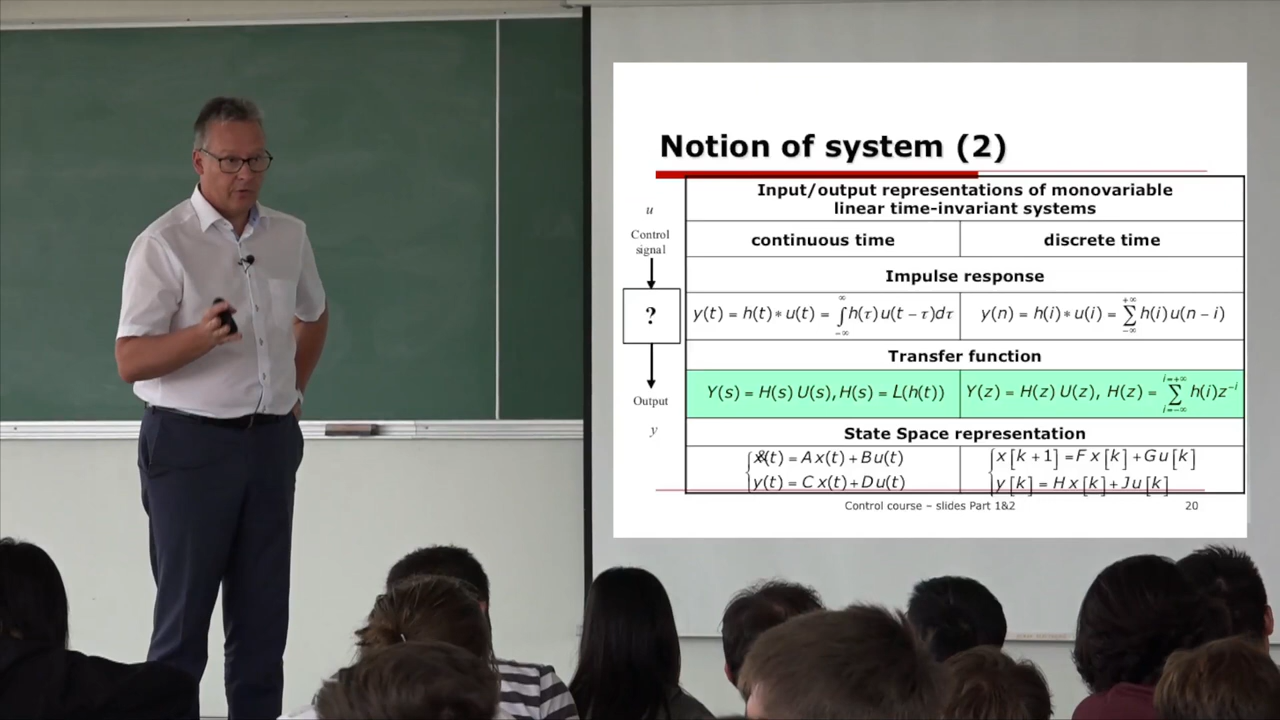 Notion of system (2)
Input/output representations of monovariable
linear time-invariant systems
continuous time discrete time
Impulse response
y(t) = h(t) * u(t) = ∫_{-∞}^{∞} h(τ)u(t − τ)dτ y(n) = h(i) * u(i) = ∑_{-∞}^{+∞} h(i)u(n − i)
Transfer function
Y(s) = H(s) U(s), H(s) = L(h(t)) Y(z) = H(z) U(z), H(z) = ∑_{i=-∞}^{i=+∞} h(i)z^{-i}
State Space representation
{x&(t) = A x(t) + B u(t) {x [k + 1] = F x [k] + G u [k]
y(t) = C x(t) + D u(t) y [k] = H x [k] + J u [k]
u
Control
signal
?
Output
y
Control course – slides Part 1&2 20